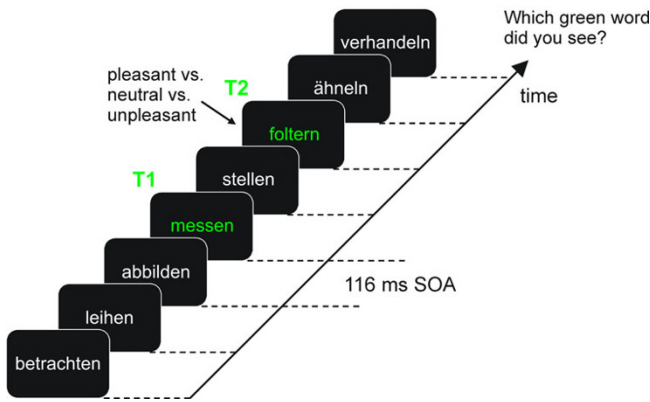 Which green word
did you see?
verhandeln
pleasant vs.
neutral vs.
unpleasant
T2
ähneln
time
foltern
T1
stellen
messen
abbilden
116 ms SOA
leihen
betrachten